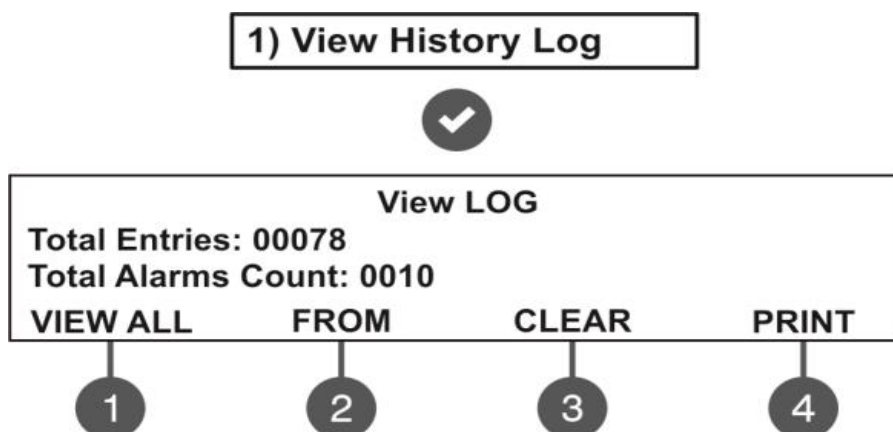 1) View History Log
View LOG
Total Entries: 00078
Total Alarms Count: 0010
VIEW ALL FROM CLEAR PRINT
1 2 3 4